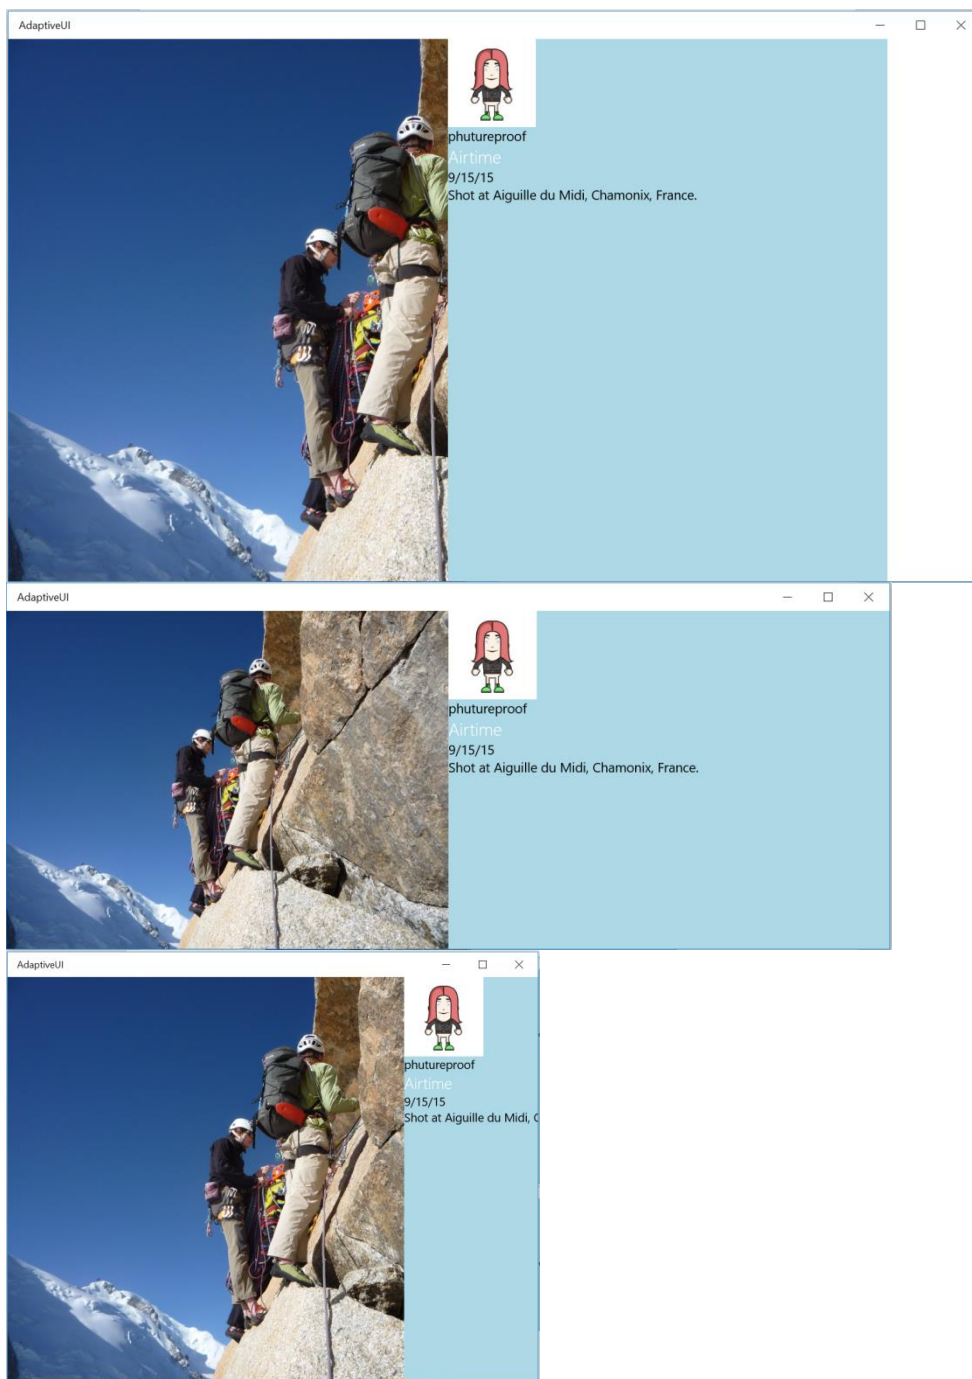 AdaptiveUI
phutureproof
Airtime
9/15/15
Shot at Aiguille du Midi, Chamonix, France.
AdaptiveUI
phutureproof
Airtime
9/15/15
Shot at Aiguille du Midi, Chamonix, France.
AdaptiveUI
phutureproof
Airtime
9/15/15
Shot at Aiguille du Midi,